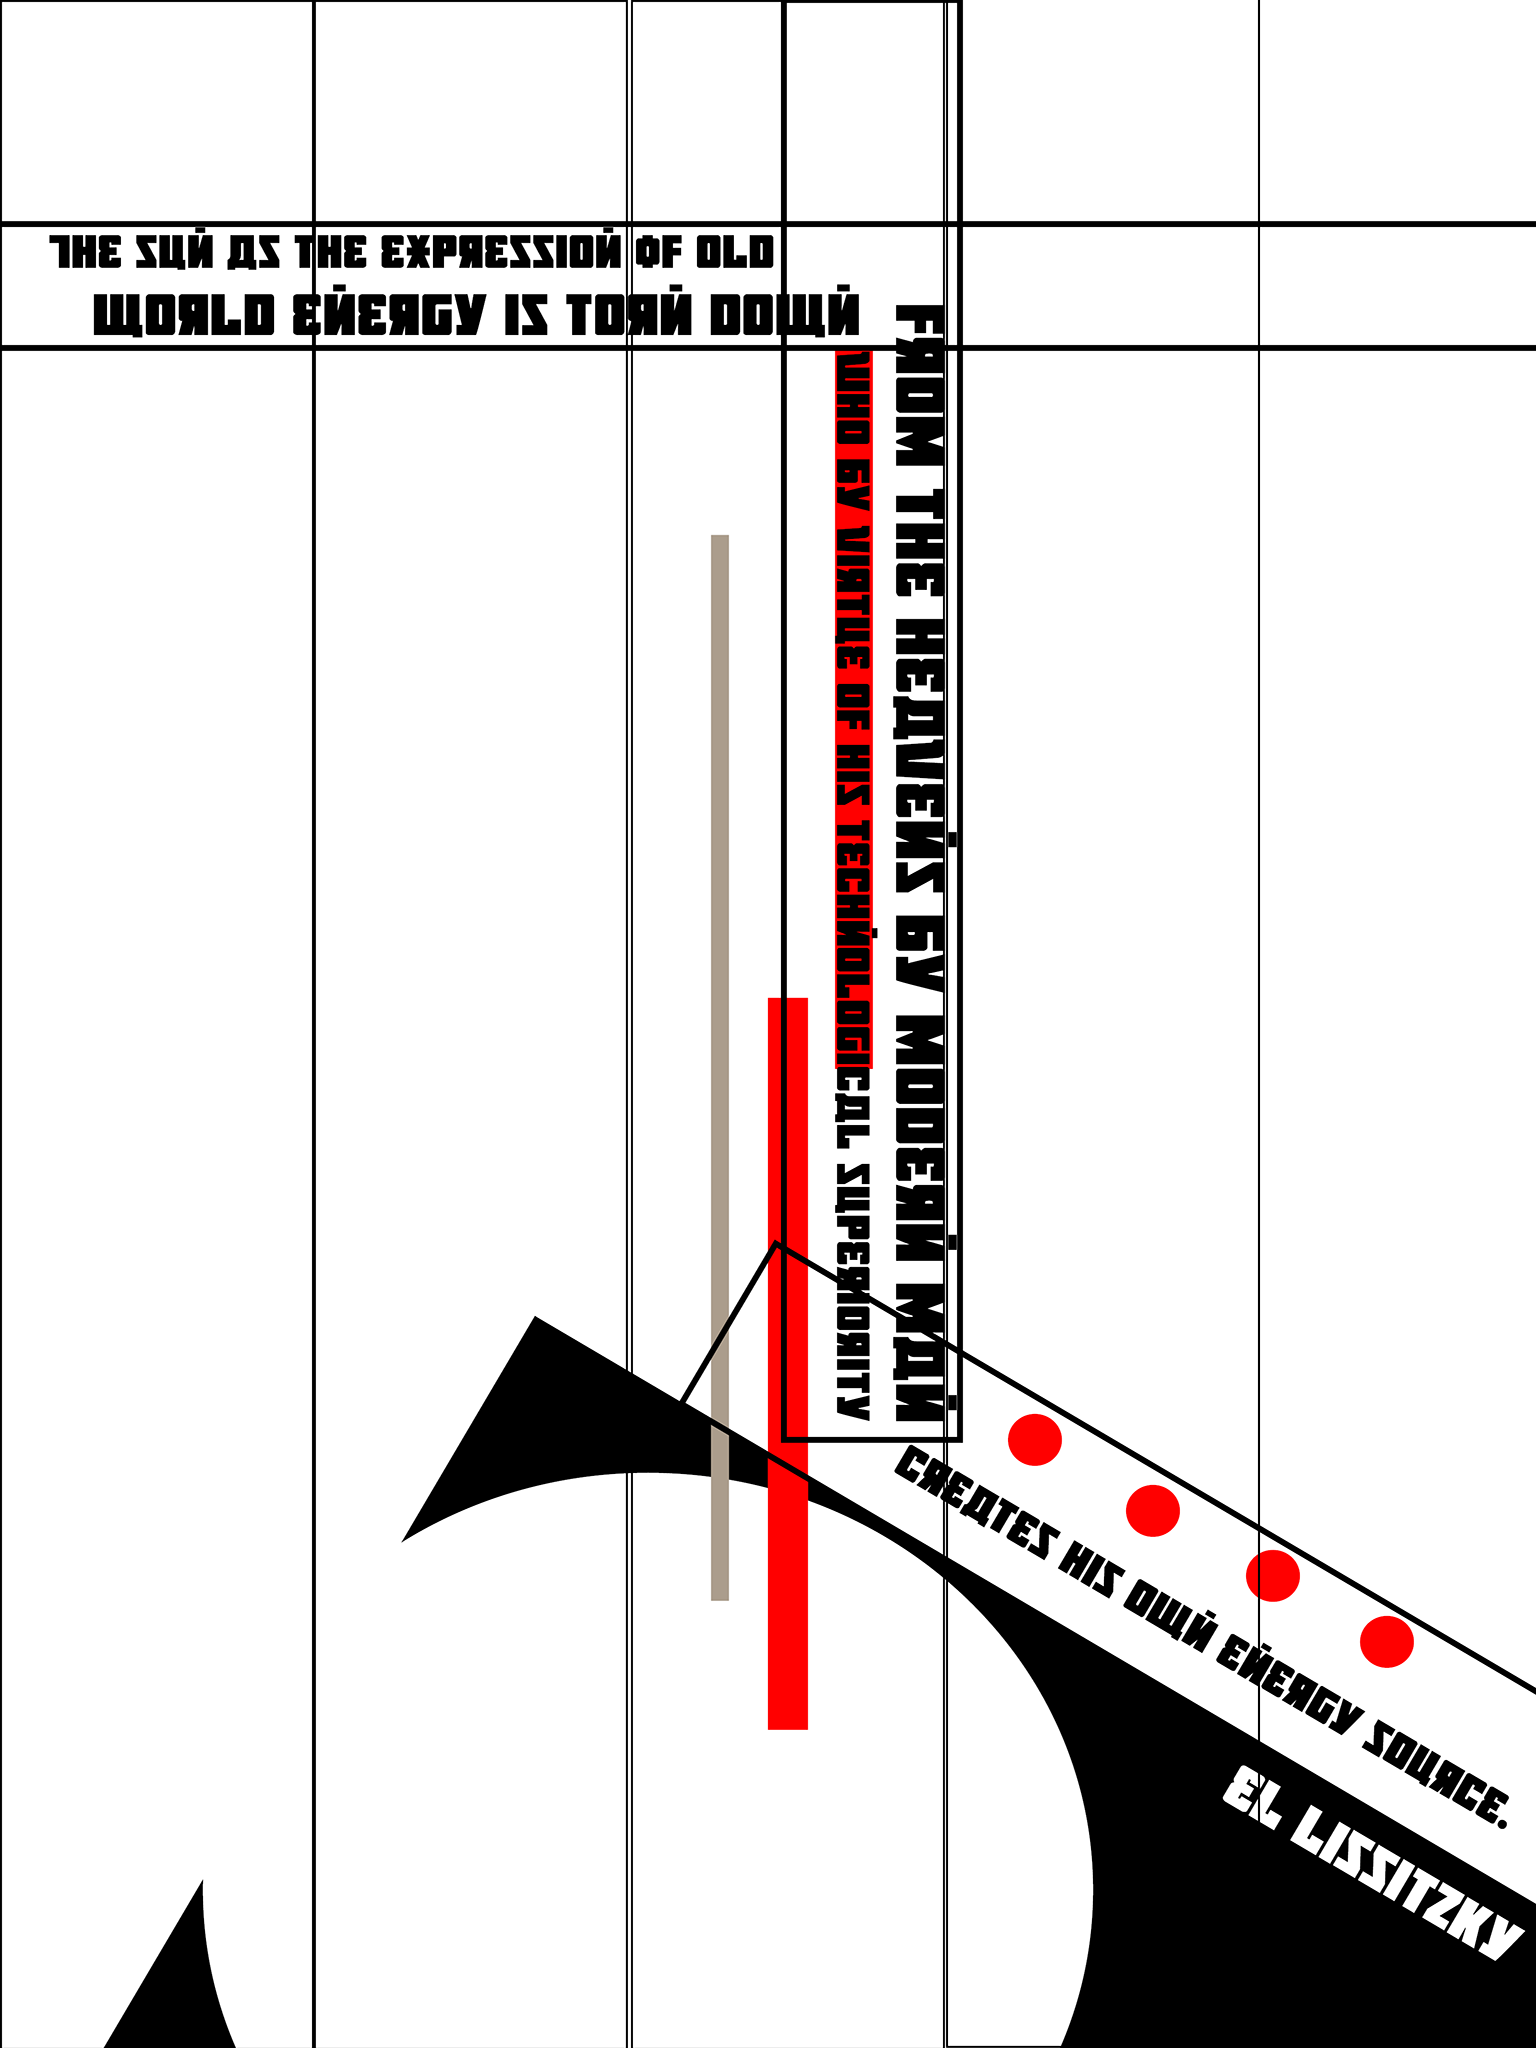 THE SUN AS THE EXPRESSION OF OLD
WORLD ENERGY IS TORN DOWN
FROM THE HEAVENS BY MODERN MAN
WHO BY VIRTUE OF HIS TECHNOLOGICAL SUPERIORITY
CREATES HIS OWN ENERGY SOURCE.
EL LISSITZKY